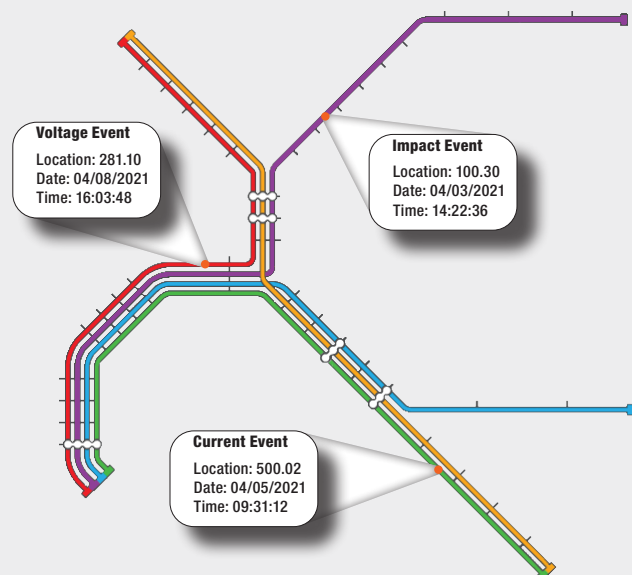 Voltage Event
Location: 281.10
Date: 04/08/2021
Time: 16:03:48
Impact Event
Location: 100.30
Date: 04/03/2021
Time: 14:22:36
Current Event
Location: 500.02
Date: 04/05/2021
Time: 09:31:12